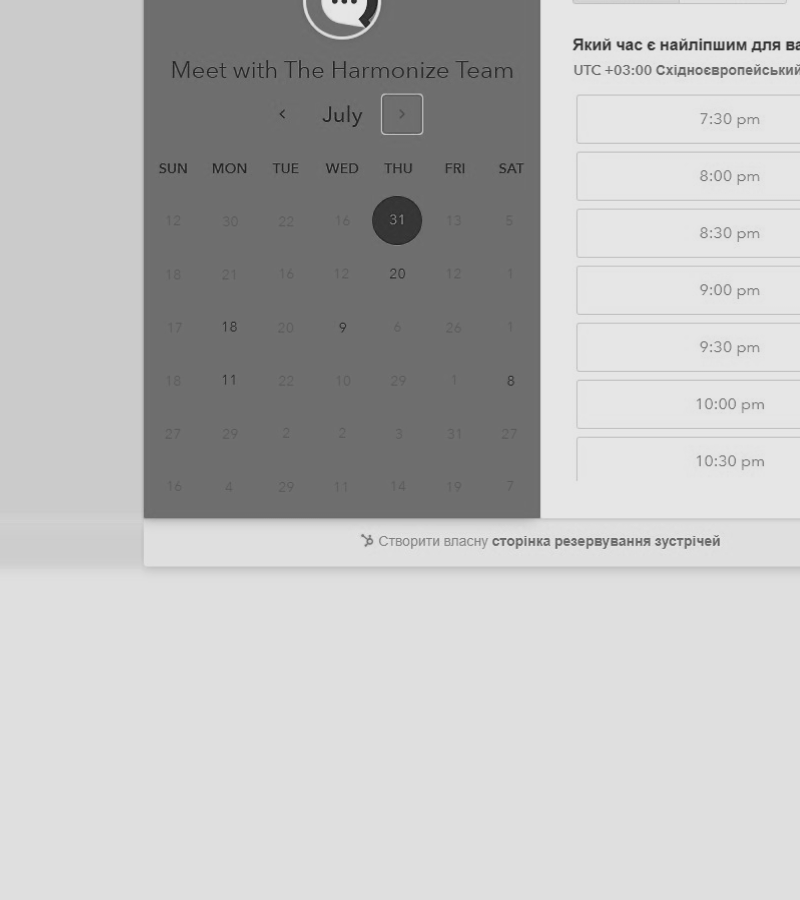 Meet with The Harmonize Team
July
SUN MON TUE WED THU FRI SAT
12 30 22 16 31 13 5
18 21 16 12 20 12 1
17 18 20 9 6 26 1
18 11 22 10 29 1 8
27 29 2 2 3 31 27
16 4 29 11 14 19 7
Створити власну сторінка резервування зустрічей
Який час є найліпшим для
UTC +03:00 Східноєвропейський
7:30 pm
8:00 pm
8:30 pm
9:00 pm
9:30 pm
10:00 pm
10:30 pm